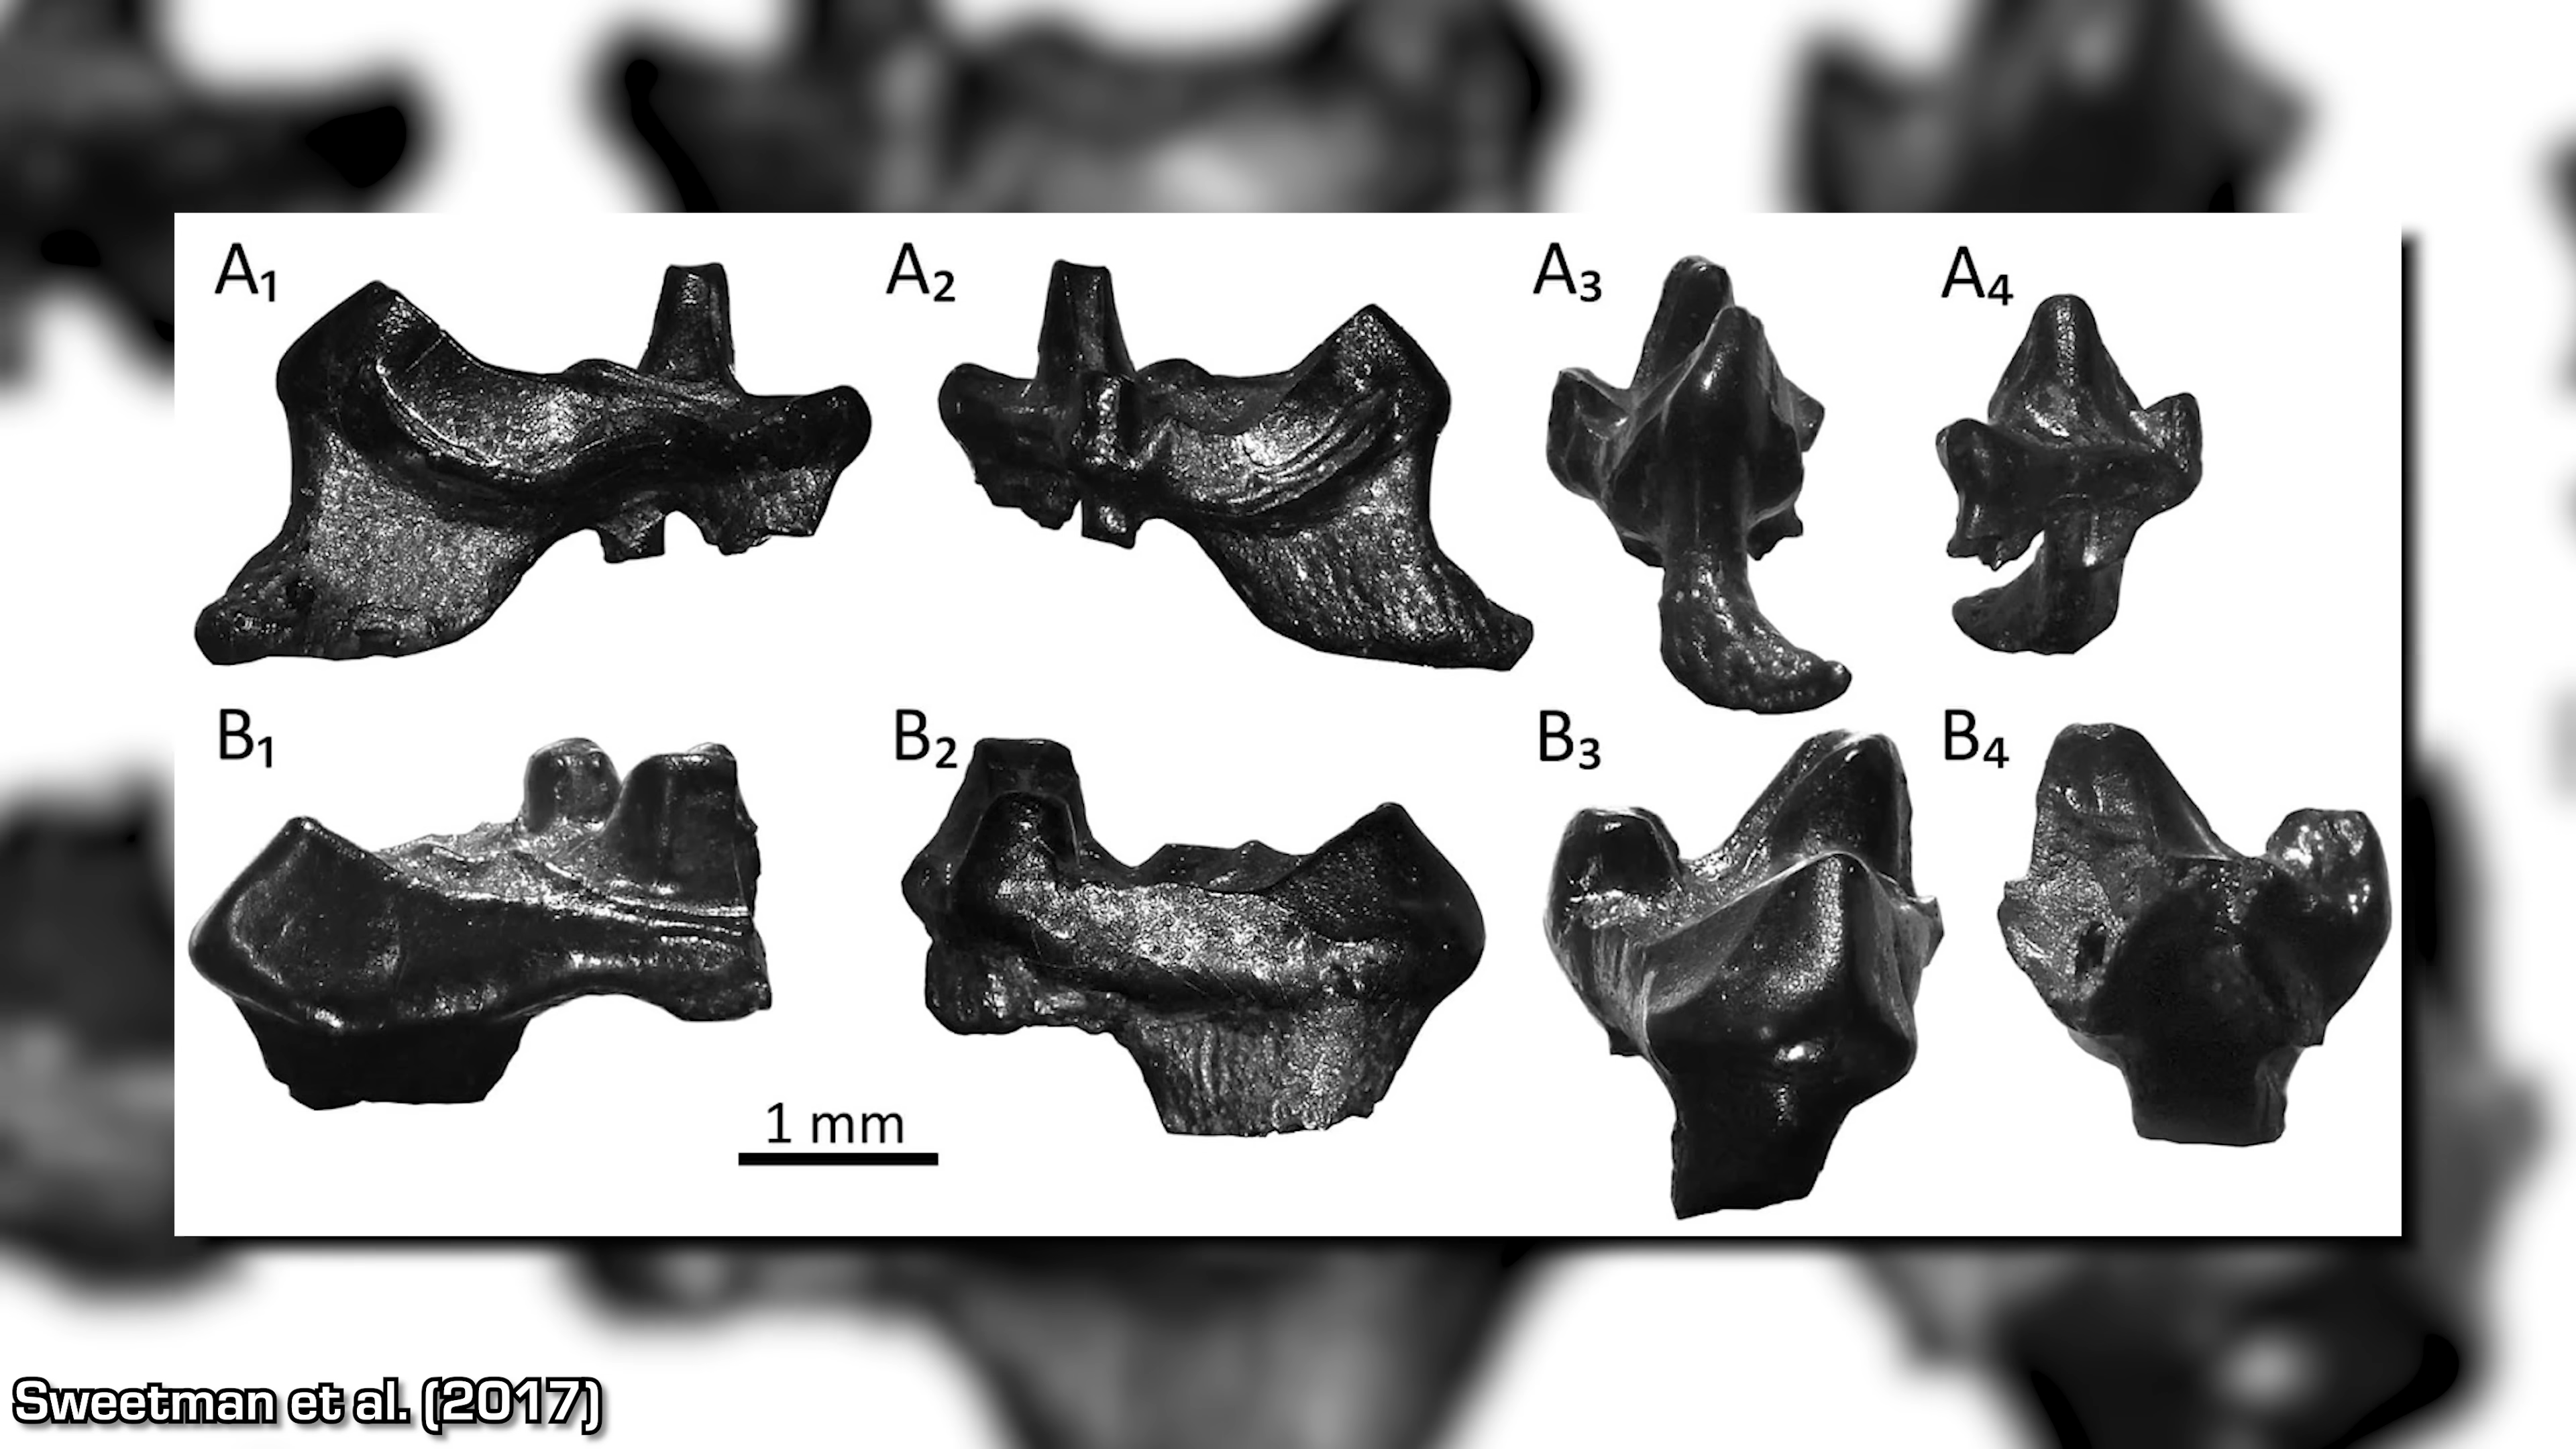 A₁ A₂ A₃ A₄
B₁ B₂ B₃ B₄
1 mm
Sweetman et al. (2017)